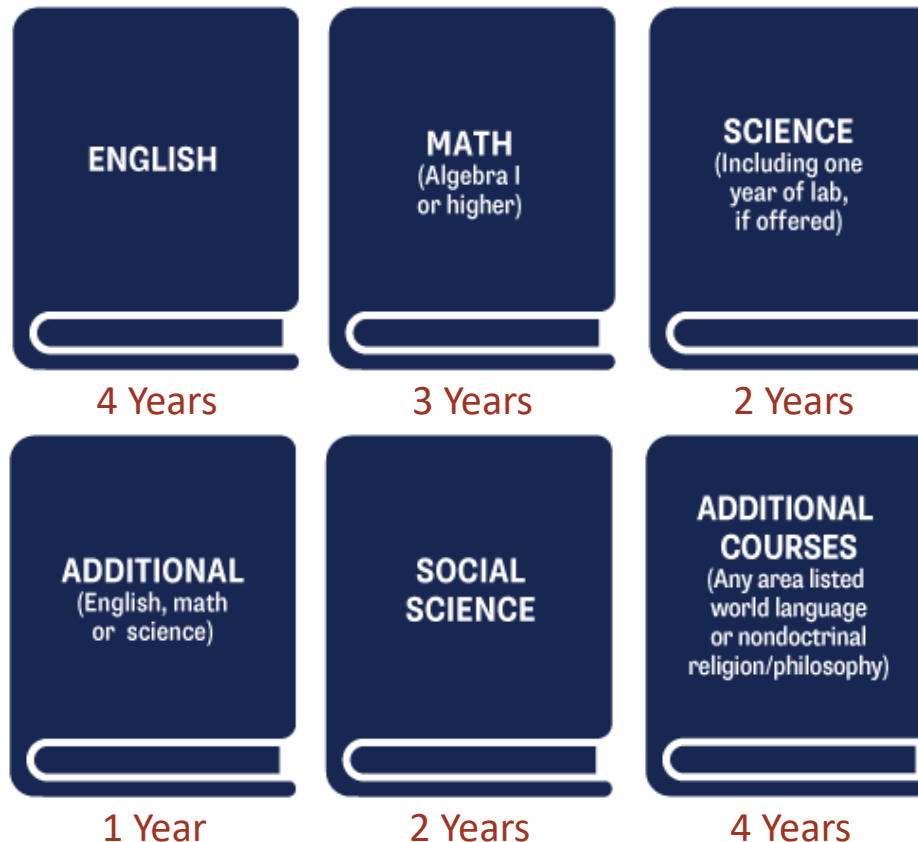 ENGLISH
4 Years
MATH
(Algebra I
or higher)
3 Years
SCIENCE
(Including one
year of lab,
if offered)
2 Years
ADDITIONAL
(English, math
or science)
1 Year
SOCIAL
SCIENCE
2 Years
ADDITIONAL
COURSES
(Any area listed
world language
or nondoctrinal
religion/philosophy)
4 Years